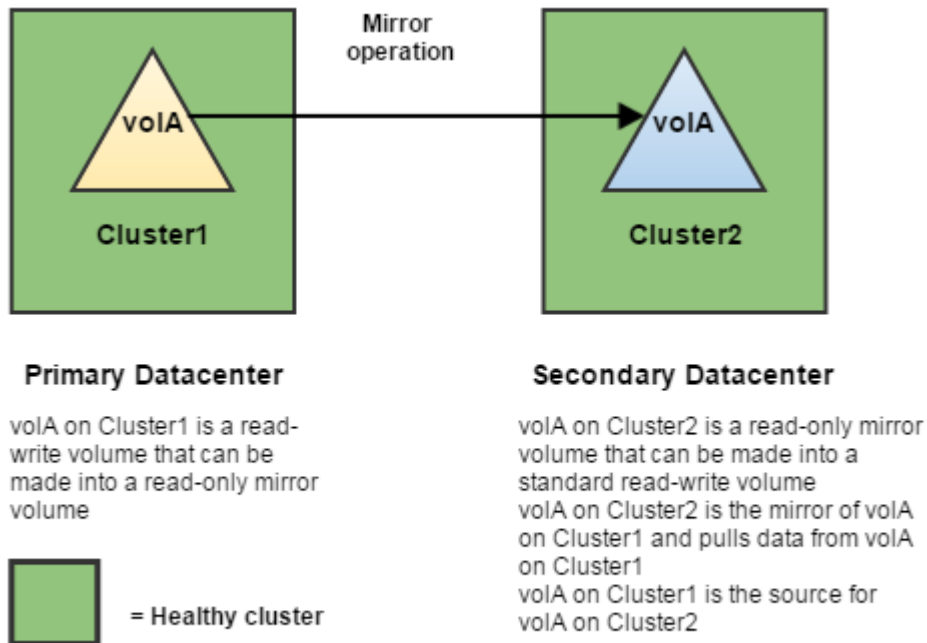 Mirror
operation
volA
volA
Cluster1
Cluster2
Primary Datacenter
volA on Cluster1 is a read-
write volume that can be
made into a read-only mirror
volume
Secondary Datacenter
volA on Cluster2 is a read-only mirror
volume that can be made into a
standard read-write volume
volA on Cluster2 is the mirror of volA
on Cluster1 and pulls data from volA
on Cluster1
volA on Cluster1 is the source for
volA on Cluster2
= Healthy cluster